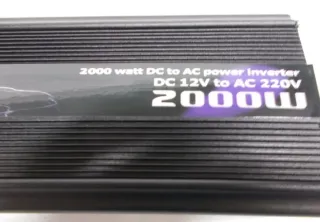 2000 watt DC to AC power inverter
DC 12V to AC 220V
2000W